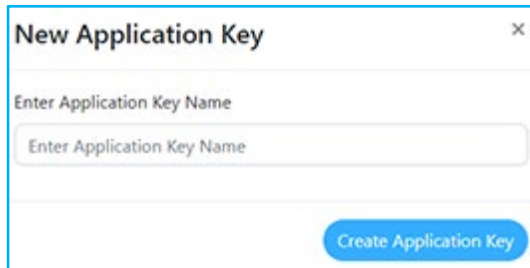 New Application Key ×
Enter Application Key Name
Enter Application Key Name
Create Application Key